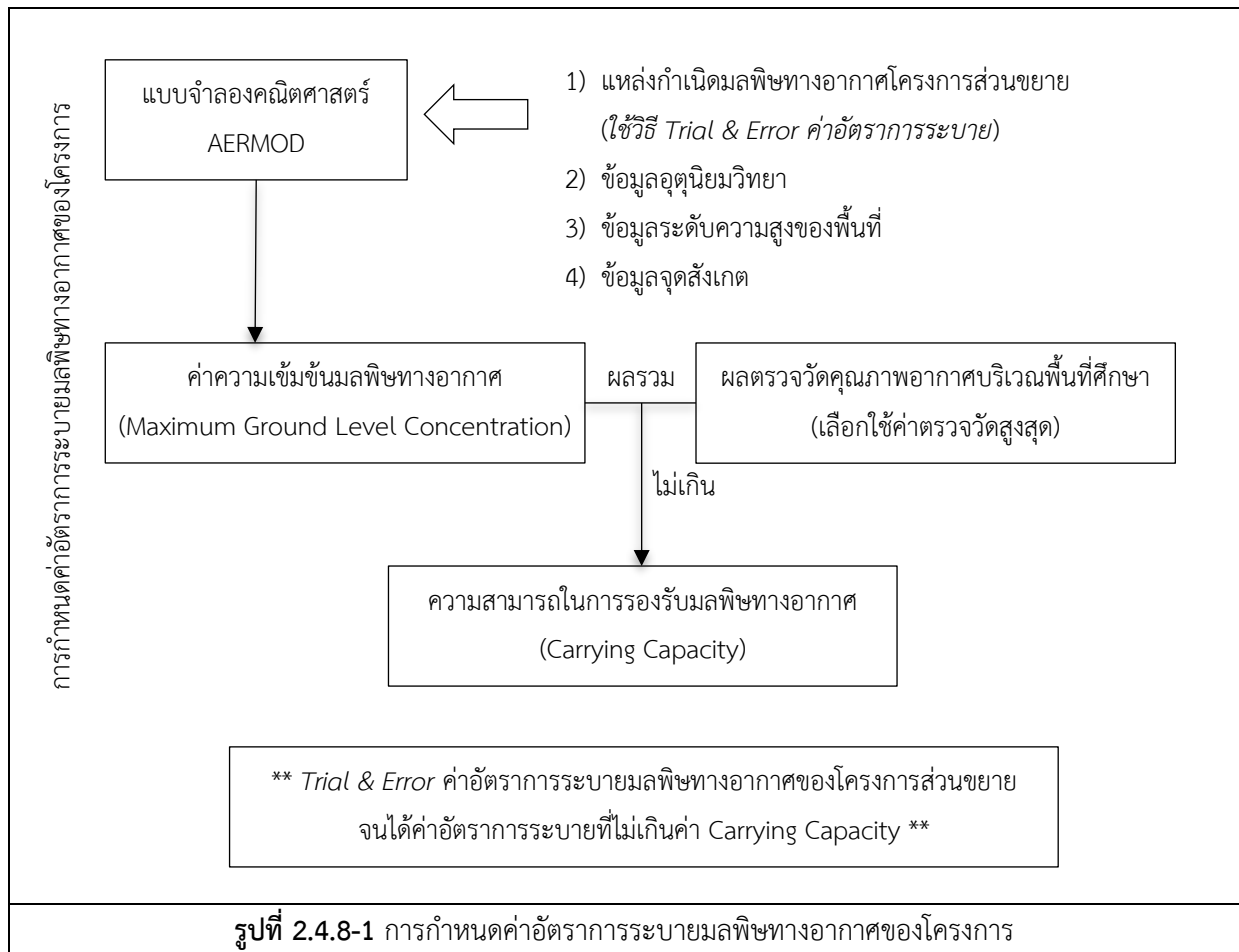 การกำหนดค่าอัตราการระบายมลพิษทางอากาศของโครงการ
แบบจำลองคณิตศาสตร์
AERMOD
1) แหล่งกำเนิดมลพิษทางอากาศโครงการส่วนขยาย
(ใช้วิธี Trial & Error ค่าอัตราการระบาย)
2) ข้อมูลอุตุนิยมวิทยา
3) ข้อมูลระดับความสูงของพื้นที่
4) ข้อมูลจุดสังเกต
ค่าความเข้มข้นมลพิษทางอากาศ
(Maximum Ground Level Concentration)
ผลรวม
ผลตรวจวัดคุณภาพอากาศบริเวณพื้นที่ศึกษา
(เลือกใช้ค่าตรวจวัดสูงสุด)
ไม่เกิน
ความสามารถในการรองรับมลพิษทางอากาศ
(Carrying Capacity)
** Trial & Error ค่าอัตราการระบายมลพิษทางอากาศของโครงการส่วนขยาย
จนได้ค่าอัตราการระบายที่ไม่เกินค่า Carrying Capacity **
รูปที่ 2.4.8-1 การกำหนดค่าอัตราการระบายมลพิษทางอากาศของโครงการ